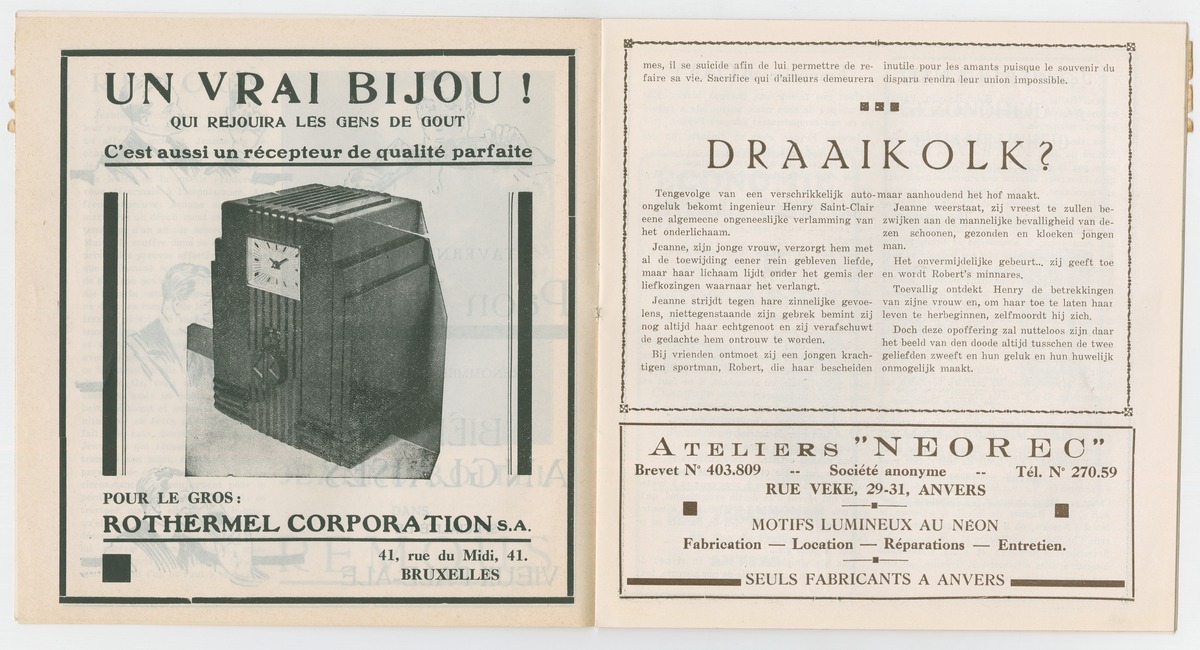 UN VRAI BIJOU !
QUI REJOUIRA LES GENS DE GOUT
C'est aussi un récepteur de qualité parfaite
POUR LE GROS :
ROTHERMEL CORPORATION S.A.
41, rue du Midi, 41.
BRUXELLES
mes, il se suicide afin de lui permettre de re-
faire sa vie. Sacrifice qui d'ailleurs demeurera
inutile pour les amants puisque le souvenir du
disparu rendra leur union impossible.
DRAAIKOLK?
Tengevolge van een verschrikkelijk auto-
ongeluk bekomt ingenieur Henry Saint-Clair
eene algemeene ongeneeslijke verlamming van
het onderlichaam.
Jeanne, zijn jonge vrouw, verzorgt hem met
al de toewijding eener rein gebleven liefde,
maar haar lichaam lijdt onder het gemis der
liefkozingen waarnaar het verlangt.
Jeanne strijdt tegen hare zinnelijke gevoe-
lens, niettegenstaande zijn gebrek bemint zij
nog altijd haar echtgenoot en zij verafschuwt
de gedachte hem ontrouw te worden.
Bij vrienden ontmoet zij een jongen krach-
tigen sportman, Robert, die haar bescheiden
maar aanhoudend het hof maakt.
Jeanne weerstaat, zij vreest te zullen be-
zwijken aan de mannelijke bevalligheid van de-
zen schoonen, gezonden en kloeken jongen
man.
Het onvermijdelijke gebeurt... zij geeft toe
en wordt Robert's minnares.
Toevallig ontdekt Henry de betrekkingen
van zijne vrouw en, om haar toe te laten haar
leven te herbeginnen, zelfmoordt hij zich.
Doch deze opoffering zal nutteloos zijn daar
het beeld van den doode altijd tusschen de twee
geliefden zweeft en hun geluk en hun huwelijk
onmogelijk maakt.
ATELIERS "NEOREC"
Brevet N° 403.809 -- Société anonyme -- Tél. N° 270.59
RUE VEKE, 29-31, ANVERS
MOTIFS LUMINEUX AU NÉON
Fabrication — Location — Réparations — Entretien.
SEULS FABRICANTS A ANVERS